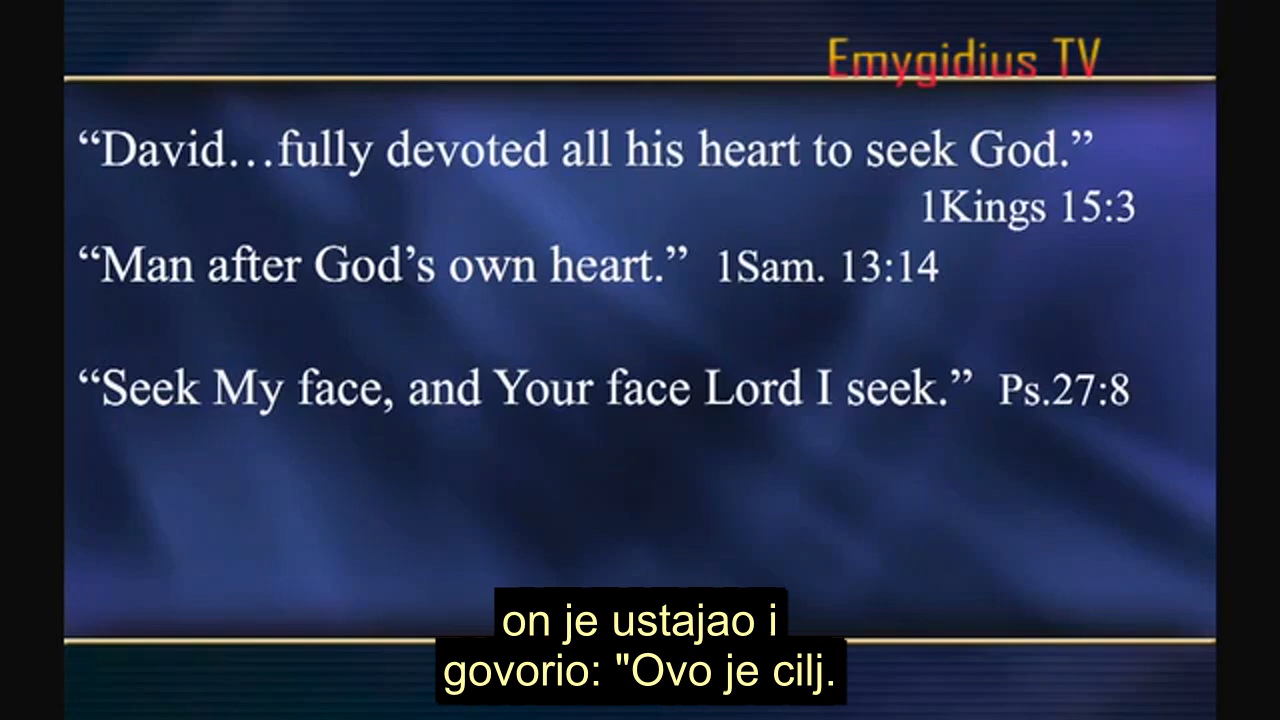 Emygidius TV
“David…fully devoted all his heart to seek God.”
1Kings 15:3
“Man after God’s own heart.” 1Sam. 13:14
“Seek My face, and Your face Lord I seek.” Ps.27:8
on je ustajao i
govorio: "Ovo je cilj.